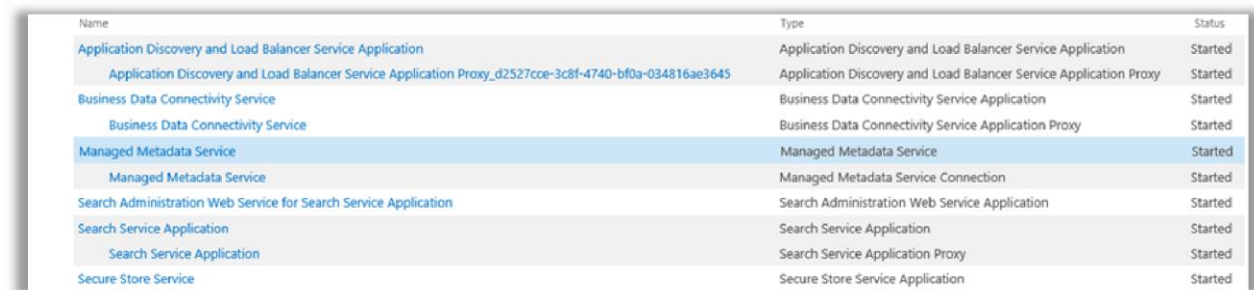 Name Type Status
Application Discovery and Load Balancer Service Application Application Discovery and Load Balancer Service Application Started
Application Discovery and Load Balancer Service Application Proxy_d2527cce-3c8f-4740-bf0a-034816ae3645 Application Discovery and Load Balancer Service Application Proxy Started
Business Data Connectivity Service Business Data Connectivity Service Application Started
Business Data Connectivity Service Business Data Connectivity Service Application Proxy Started
Managed Metadata Service Managed Metadata Service Started
Managed Metadata Service Managed Metadata Service Connection Started
Search Administration Web Service for Search Service Application Search Administration Web Service Application Started
Search Service Application Search Service Application Started
Search Service Application Search Service Application Proxy Started
Secure Store Service Secure Store Service Application Started